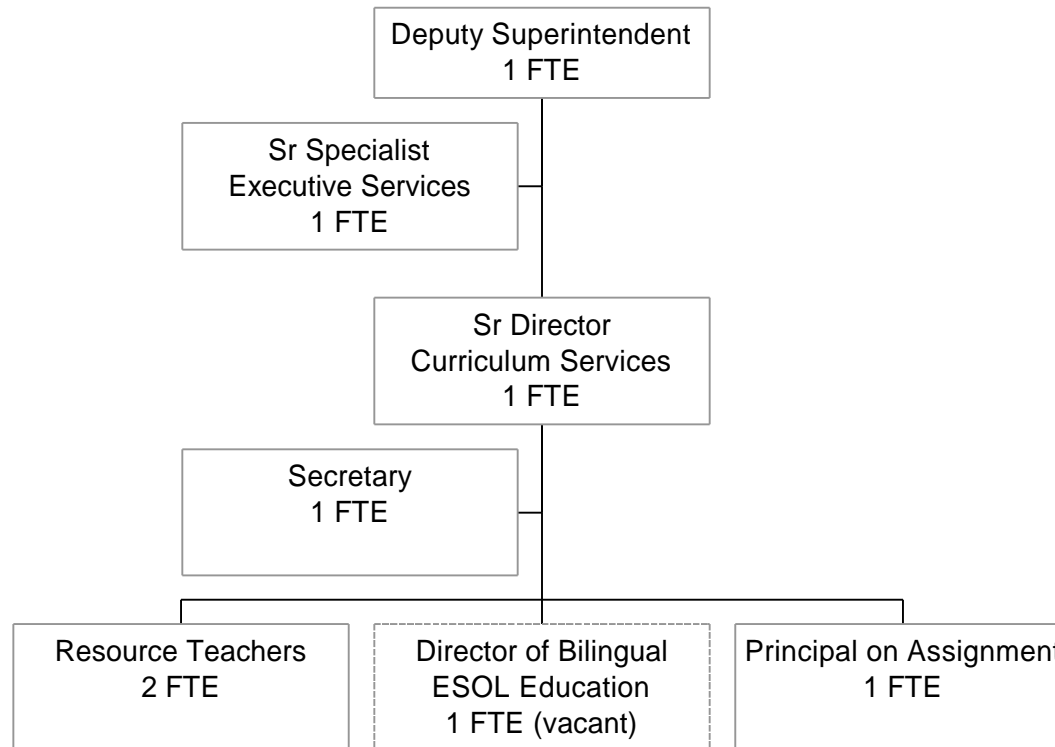 Deputy Superintendent
1 FTE
Sr Specialist
Executive Services
1 FTE
Sr Director
Curriculum Services
1 FTE
Secretary
1 FTE
Resource Teachers
2 FTE
Director of Bilingual
ESOL Education
1 FTE (vacant)
Principal on Assignment
1 FTE